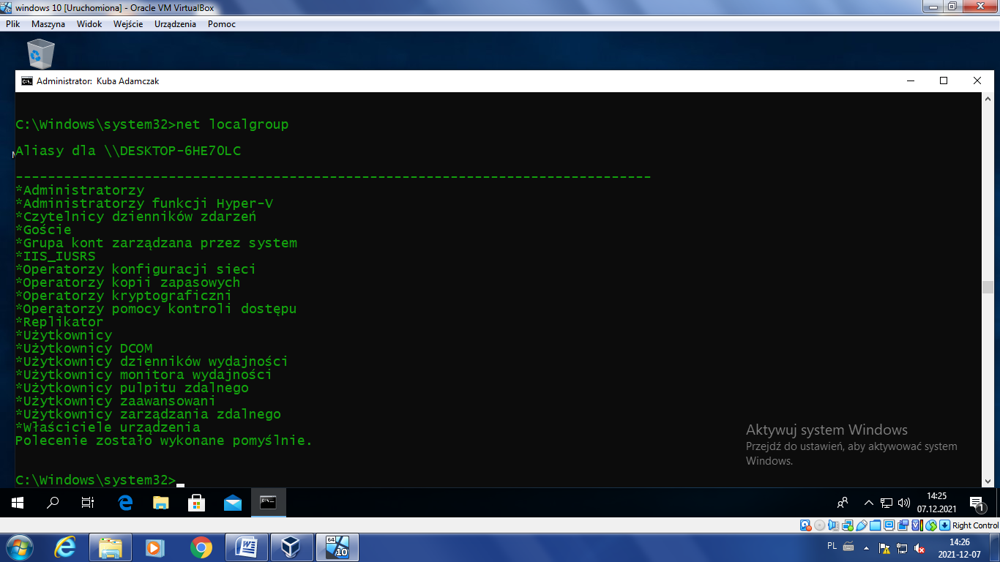 windows 10 [Uruchomiona] - Oracle VM VirtualBox
Plik Maszyna Widok Wejście Urządzenia Pomoc
Administrator: Kuba Adamczak
C:\Windows\system32>net localgroup
Aliasy dla \\DESKTOP-6HE7OLC
-------------------------------------------------------------------------------
*Administratorzy
*Administratorzy funkcji Hyper-V
*Czytelnicy dzienników zdarzeń
*Goście
*Grupa kont zarządzana przez system
*IIS_IUSRS
*Operatorzy konfiguracji sieci
*Operatorzy kopii zapasowych
*Operatorzy kryptograficzni
*Operatorzy pomocy kontroli dostępu
*Replikator
*Użytkownicy
*Użytkownicy DCOM
*Użytkownicy dzienników wydajności
*Użytkownicy monitora wydajności
*Użytkownicy pulpitu zdalnego
*Użytkownicy zaawansowani
*Użytkownicy zarządzania zdalnego
*Właściciele urządzenia
Polecenie zostało wykonane pomyślnie.
C:\Windows\system32>
Aktywuj system Windows
Przejdź do ustawień, aby aktywować system
Windows.
14:25
07.12.2021
1
Right Control
64
10
PL
14:26
2021-12-07